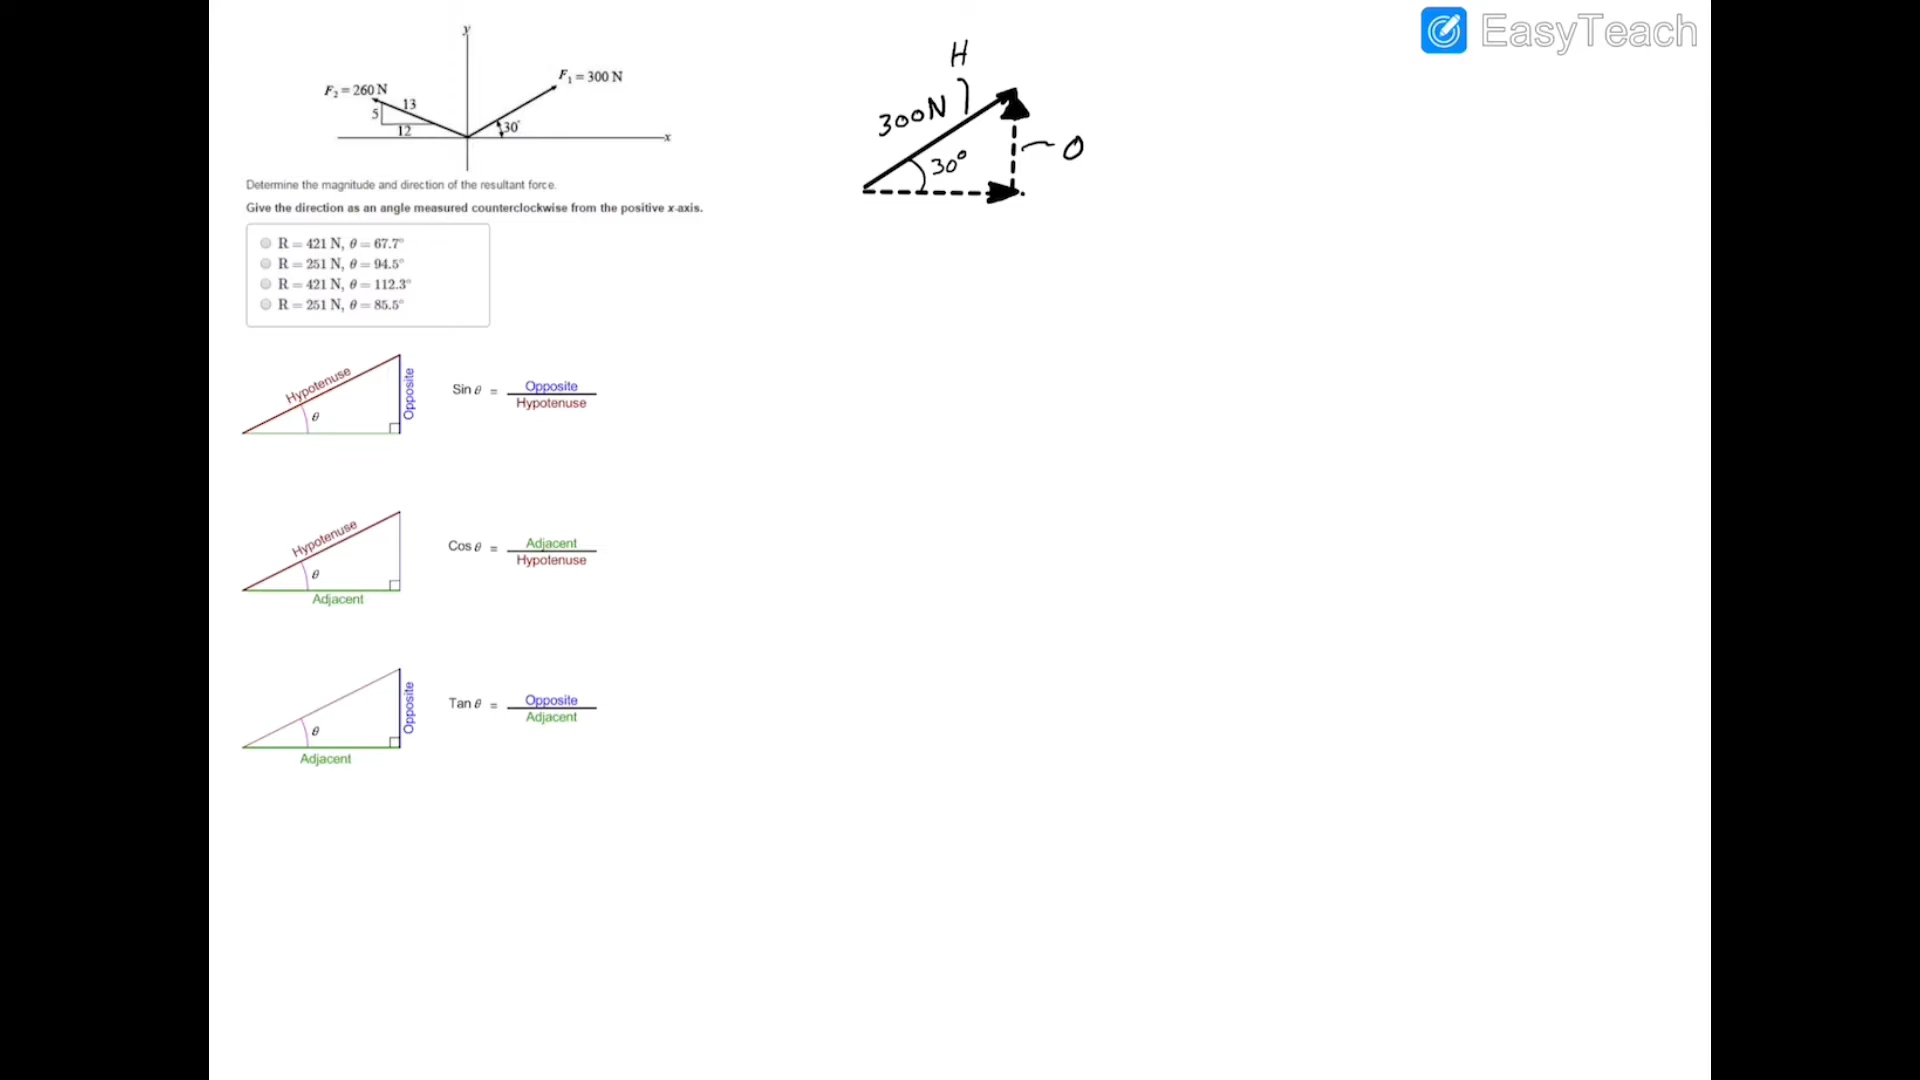 EasyTeach
y
F₁ = 300 N
F₂ = 260 N
13
5
12
30°
x
H
300N
30°
O
Determine the magnitude and direction of the resultant force.
Give the direction as an angle measured counterclockwise from the positive x-axis.
R = 421 N, θ = 67.7°
R = 251 N, θ = 94.5°
R = 421 N, θ = 112.3°
R = 251 N, θ = 85.5°
Hypotenuse
Opposite
θ
Sin θ = Opposite
Hypotenuse
Hypotenuse
θ
Adjacent
Cos θ = Adjacent
Hypotenuse
Opposite
θ
Adjacent
Tan θ = Opposite
Adjacent